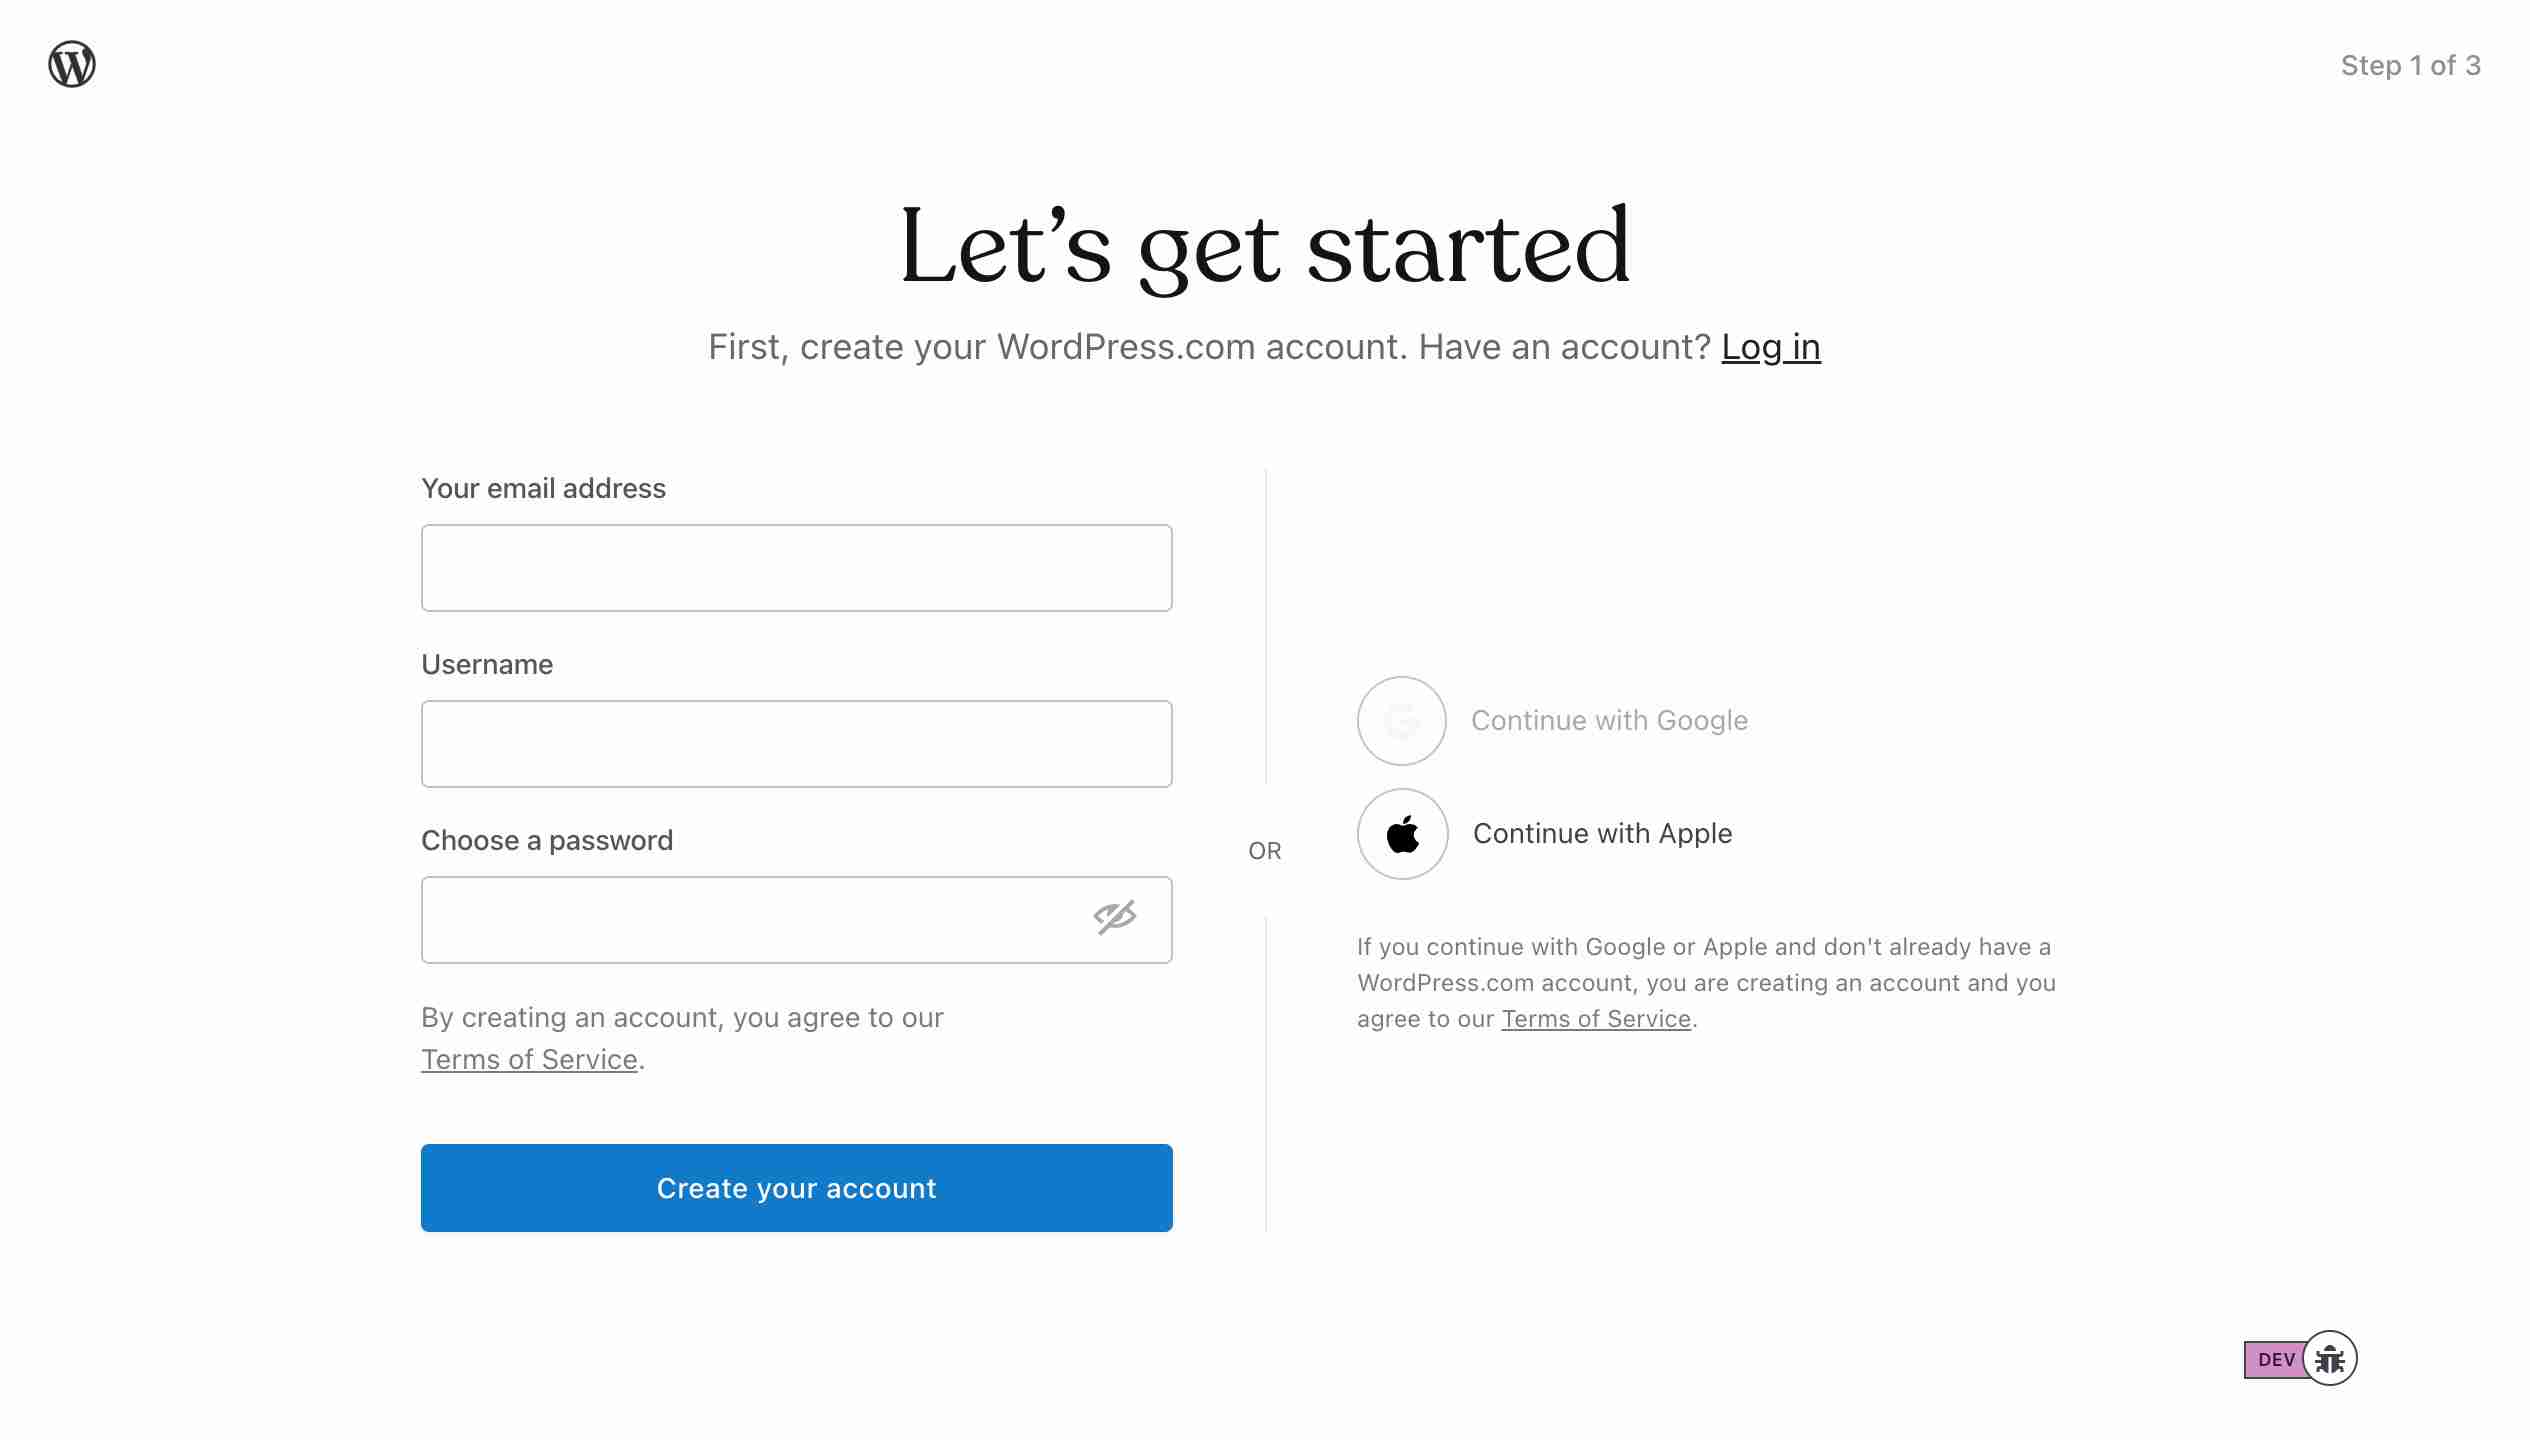 Step 1 of 3
Let’s get started
First, create your WordPress.com account. Have an account? Log in
Your email address
Username
Choose a password
By creating an account, you agree to our
Terms of Service.
Create your account
OR
Continue with Google
Continue with Apple
If you continue with Google or Apple and don't already have a
WordPress.com account, you are creating an account and you
agree to our Terms of Service.
DEV